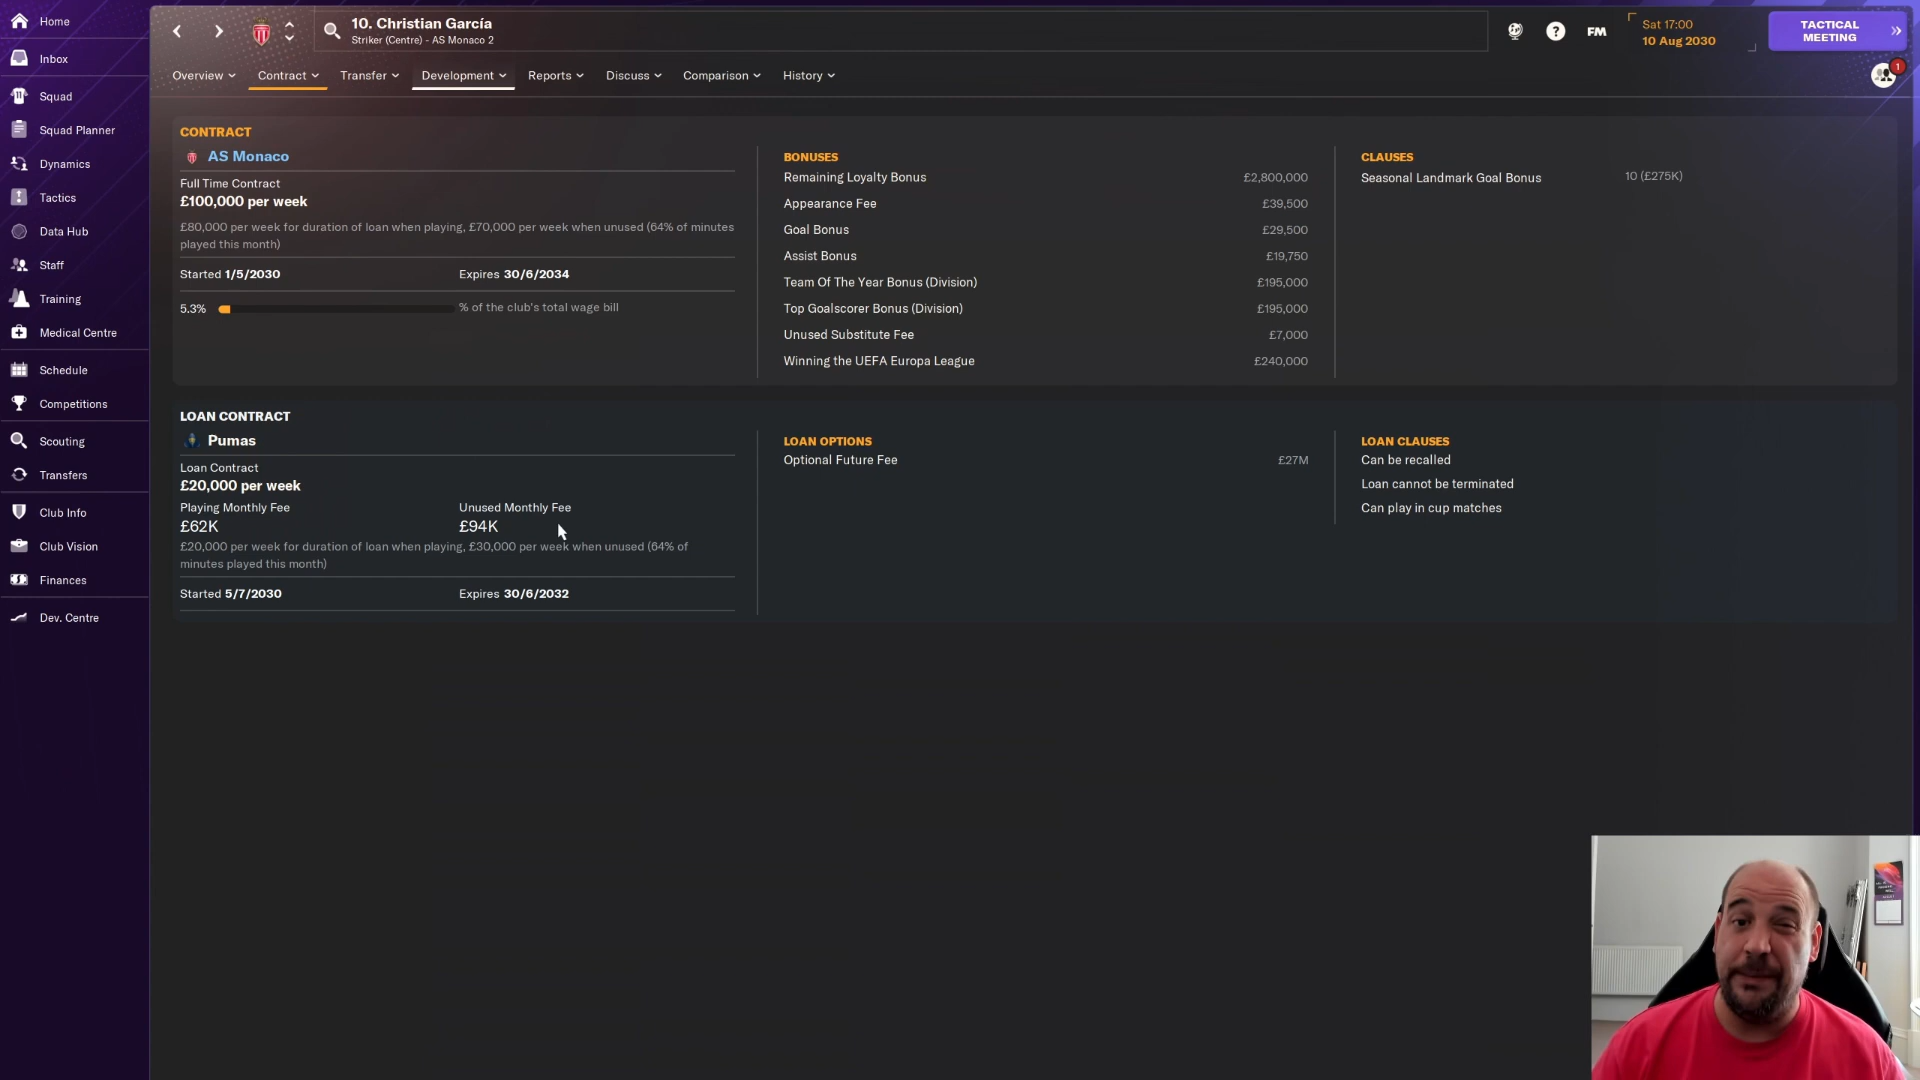 Home
Inbox
Squad
Squad Planner
Dynamics
Tactics
Data Hub
Staff
Training
Medical Centre
Schedule
Competitions
Scouting
Transfers
Club Info
Club Vision
Finances
Dev. Centre
10. Christian García
Striker (Centre) - AS Monaco 2
?
FM
Sat 17:00
10 Aug 2030
TACTICAL
MEETING
1
Overview
Contract
Transfer
Development
Reports
Discuss
Comparison
History
CONTRACT
AS Monaco
Full Time Contract
£100,000 per week
£80,000 per week for duration of loan when playing, £70,000 per week when unused (64% of minutes
played this month)
Started 1/5/2030
Expires 30/6/2034
5.3%
% of the club's total wage bill
BONUSES
Remaining Loyalty Bonus £2,800,000
Appearance Fee £39,500
Goal Bonus £29,500
Assist Bonus £19,750
Team Of The Year Bonus (Division) £195,000
Top Goalscorer Bonus (Division) £195,000
Unused Substitute Fee £7,000
Winning the UEFA Europa League £240,000
CLAUSES
Seasonal Landmark Goal Bonus 10 (£275K)
LOAN CONTRACT
Pumas
Loan Contract
£20,000 per week
Playing Monthly Fee
£62K
Unused Monthly Fee
£94K
£20,000 per week for duration of loan when playing, £30,000 per week when unused (64% of
minutes played this month)
Started 5/7/2030
Expires 30/6/2032
LOAN OPTIONS
Optional Future Fee £27M
LOAN CLAUSES
Can be recalled
Loan cannot be terminated
Can play in cup matches